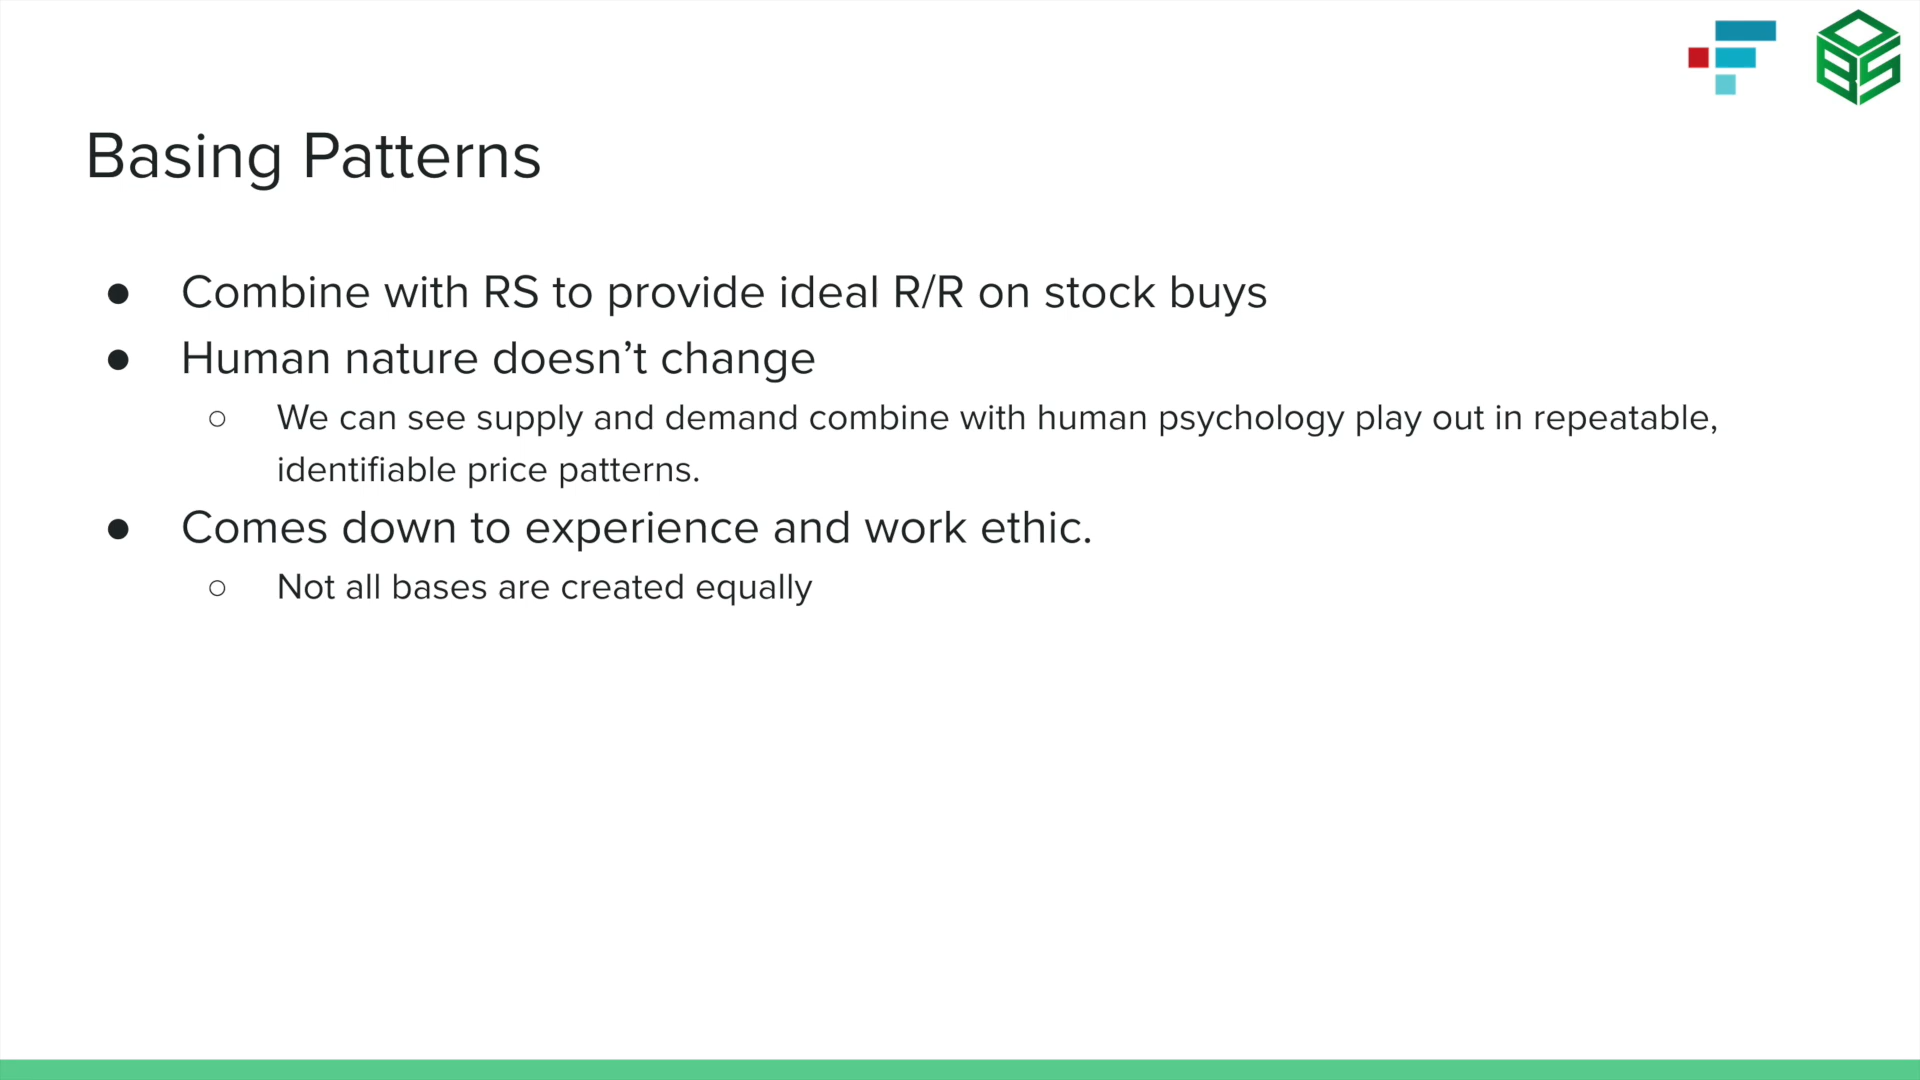 Basing Patterns
● Combine with RS to provide ideal R/R on stock buys
● Human nature doesn’t change
○ We can see supply and demand combine with human psychology play out in repeatable,
identifiable price patterns.
● Comes down to experience and work ethic.
○ Not all bases are created equally